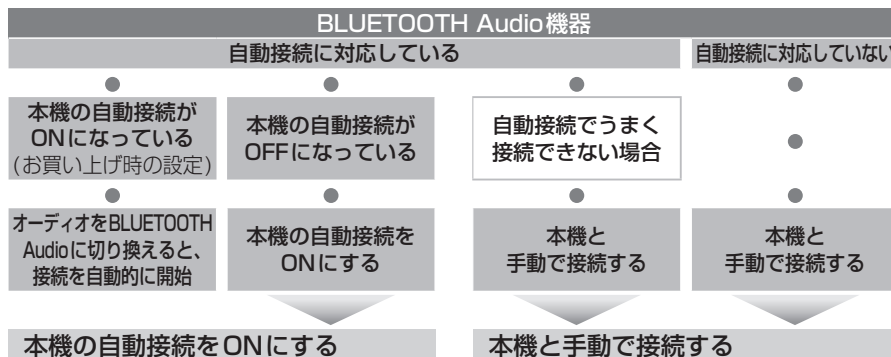 BLUETOOTH Audio機器
自動接続に対応している
自動接続に対応していない
本機の自動接続が
ONになっている
(お買い上げ時の設定)
本機の自動接続が
OFFになっている
自動接続でうまく
接続できない場合
オーディオをBLUETOOTH
Audioに切り換えると、
接続を自動的に開始
本機の自動接続を
ONにする
本機と
手動で接続する
本機と
手動で接続する
本機の自動接続をONにする
本機と手動で接続する